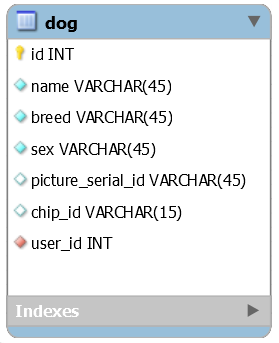 dog
id INT
name VARCHAR(45)
breed VARCHAR(45)
sex VARCHAR(45)
picture_serial_id VARCHAR(45)
chip_id VARCHAR(15)
user_id INT
Indexes